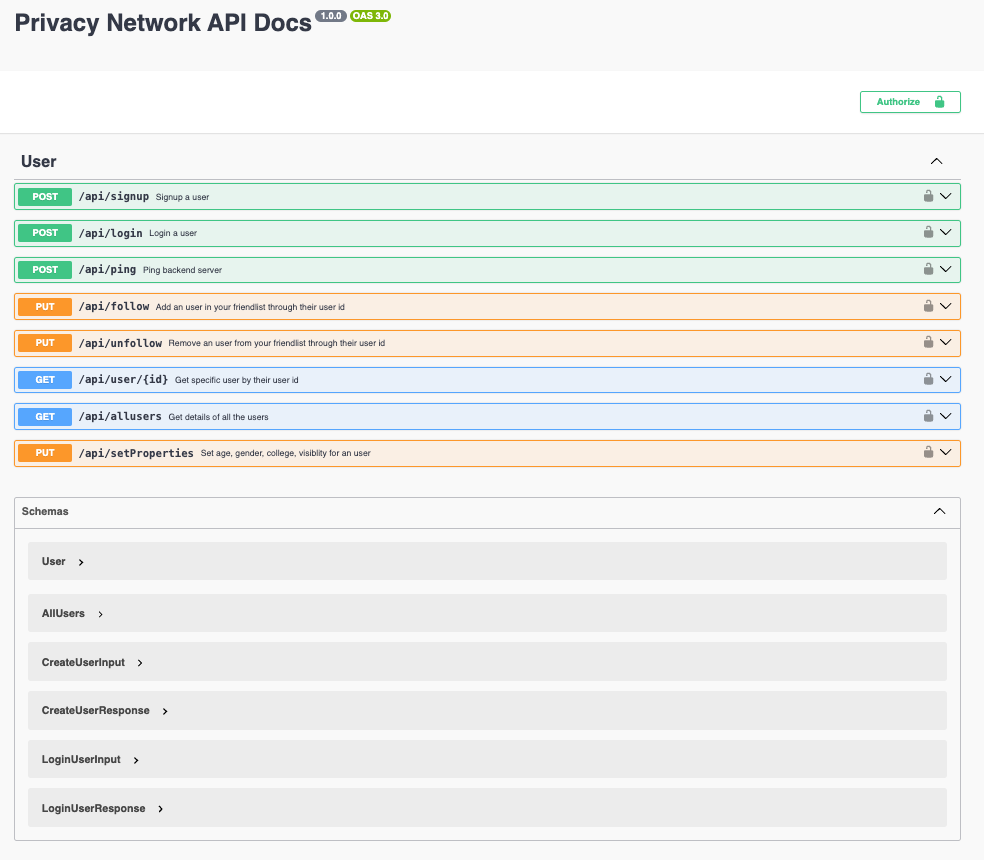 Privacy Network API Docs 1.0.0 OAS 3.0
Authorize
User
POST /api/signup Signup a user
POST /api/login Login a user
POST /api/ping Ping backend server
PUT /api/follow Add an user in your friendlist through their user id
PUT /api/unfollow Remove an user from your friendlist through their user id
GET /api/user/{id} Get specific user by their user id
GET /api/allusers Get details of all the users
PUT /api/setProperties Set age, gender, college, visiblity for an user
Schemas
User
AllUsers
CreateUserInput
CreateUserResponse
LoginUserInput
LoginUserResponse